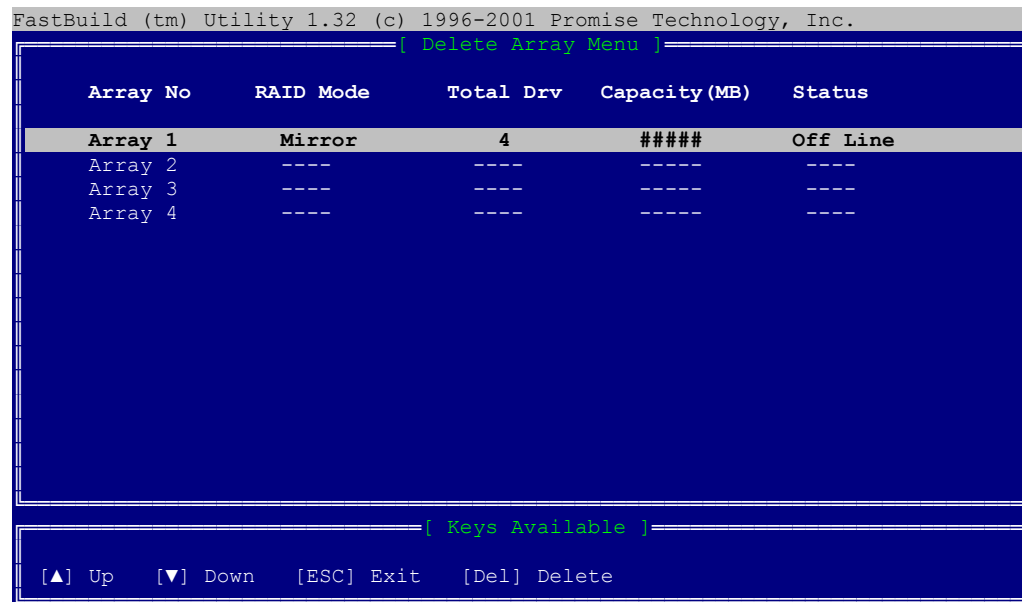 FastBuild (tm) Utility 1.32 (c) 1996-2001 Promise Technology, Inc.
[ Delete Array Menu ]
Array No RAID Mode Total Drv Capacity(MB) Status
Array 1 Mirror 4 ##### Off Line
Array 2 ---- ---- ----- ----
Array 3 ---- ---- ----- ----
Array 4 ---- ---- ----- ----
[ Keys Available ]
[▲] Up [▼] Down [ESC] Exit [Del] Delete